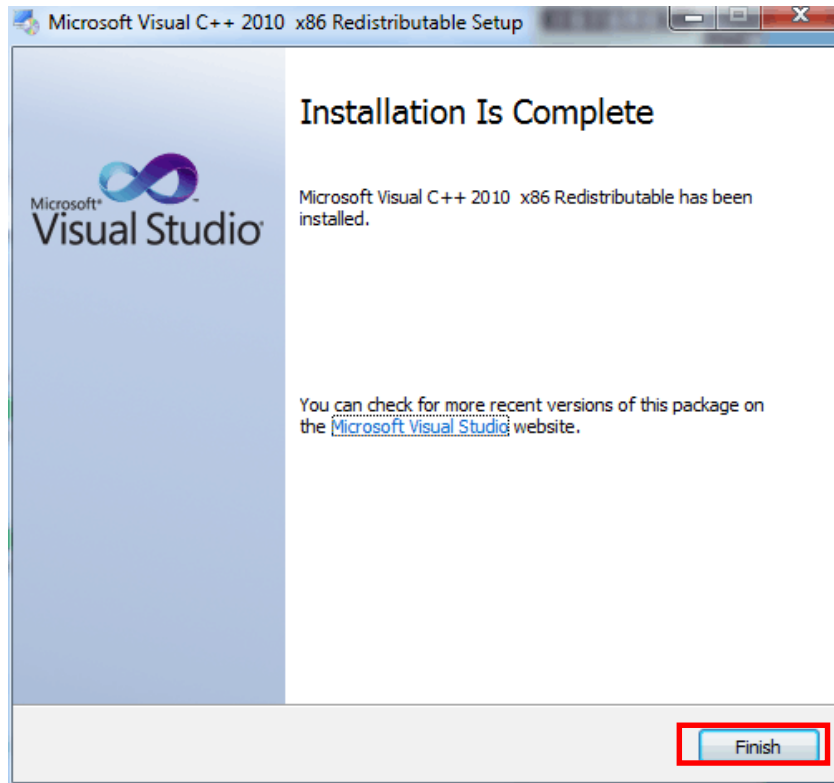 Microsoft Visual C++ 2010  x86 Redistributable Setup
Installation Is Complete
Microsoft Visual C++ 2010  x86 Redistributable has been
installed.
Microsoft®
Visual Studio®
You can check for more recent versions of this package on
the Microsoft Visual Studio website.
Finish